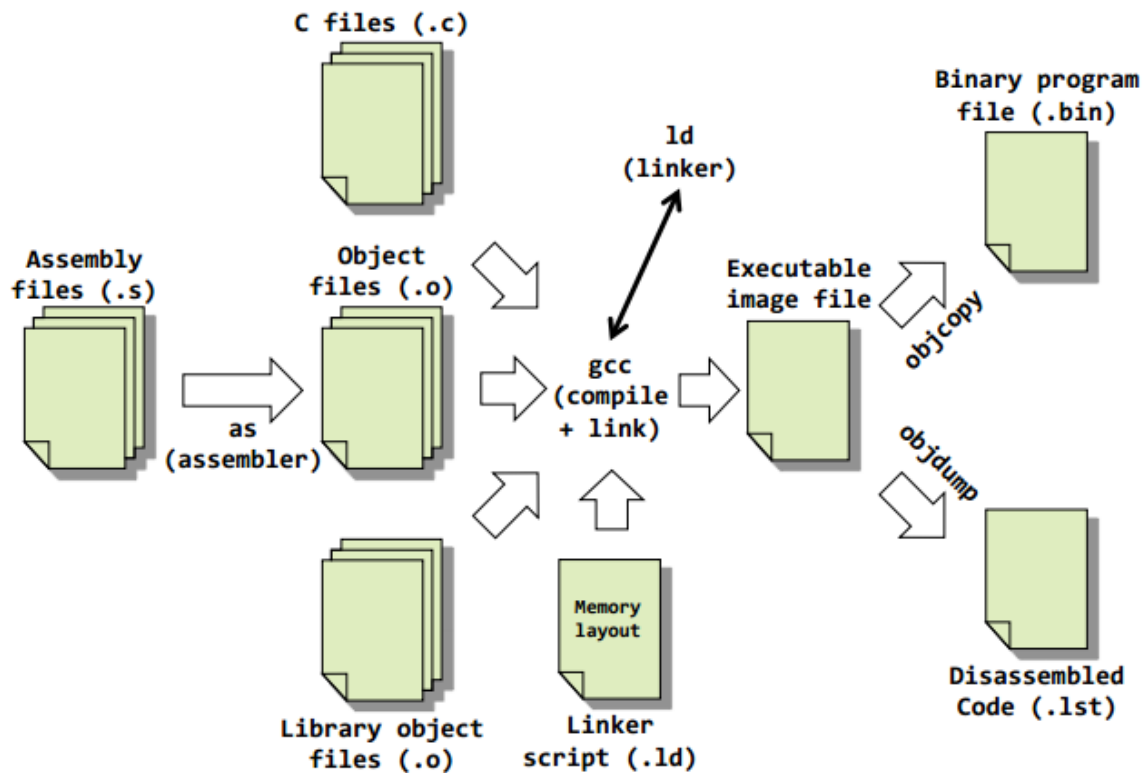 C files (.c)
Binary program
file (.bin)
ld
(linker)
Assembly
files (.s)
Object
files (.o)
Executable
image file
objcopy
gcc
(compile
+ link)
as
(assembler)
objdump
Memory
layout
Library object
files (.o)
Linker
script (.ld)
Disassembled
Code (.lst)